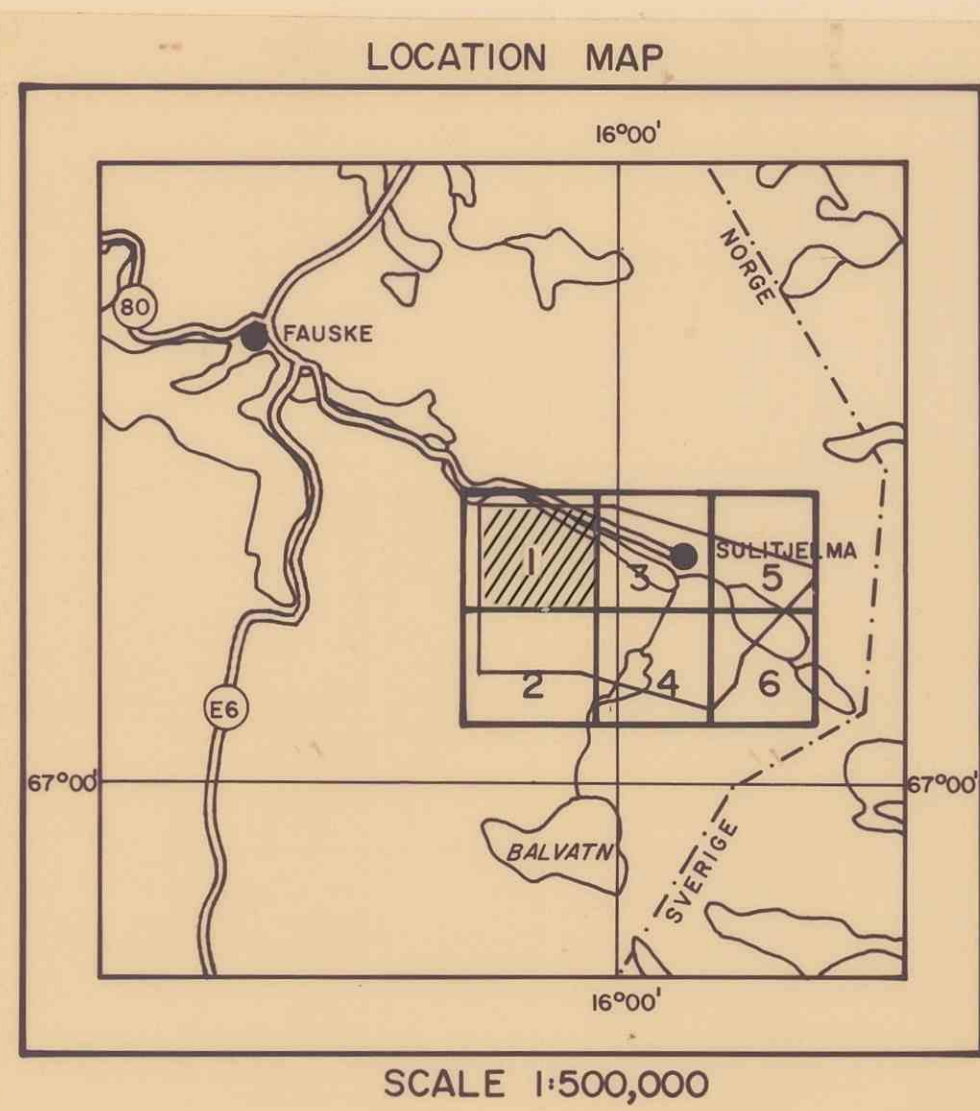 LOCATION MAP
16°00'
NORGE
80
FAUSKE
SULITJELMA
1
3
5
2
4
6
E6
67°00'
67°00'
BALVATN
SVERIGE
16°00'
SCALE 1:500,000